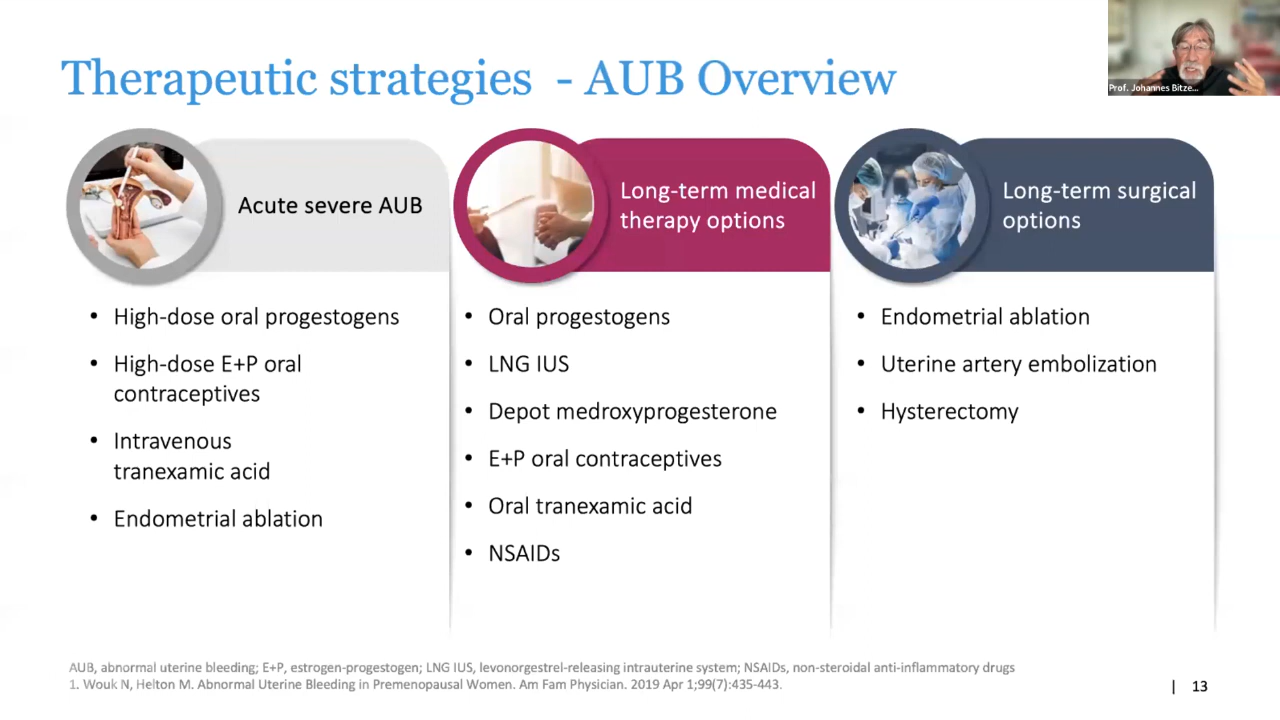 Therapeutic strategies - AUB Overview
Prof. Johannes Bitze...
Acute severe AUB
• High-dose oral progestogens
• High-dose E+P oral
contraceptives
• Intravenous
tranexamic acid
• Endometrial ablation
Long-term medical
therapy options
• Oral progestogens
• LNG IUS
• Depot medroxyprogesterone
• E+P oral contraceptives
• Oral tranexamic acid
• NSAIDs
Long-term surgical
options
• Endometrial ablation
• Uterine artery embolization
• Hysterectomy
AUB, abnormal uterine bleeding; E+P, estrogen-progestogen; LNG IUS, levonorgestrel-releasing intrauterine system; NSAIDs, non-steroidal anti-inflammatory drugs
1. Wouk N, Helton M. Abnormal Uterine Bleeding in Premenopausal Women. Am Fam Physician. 2019 Apr 1;99(7):435-443.
| 13